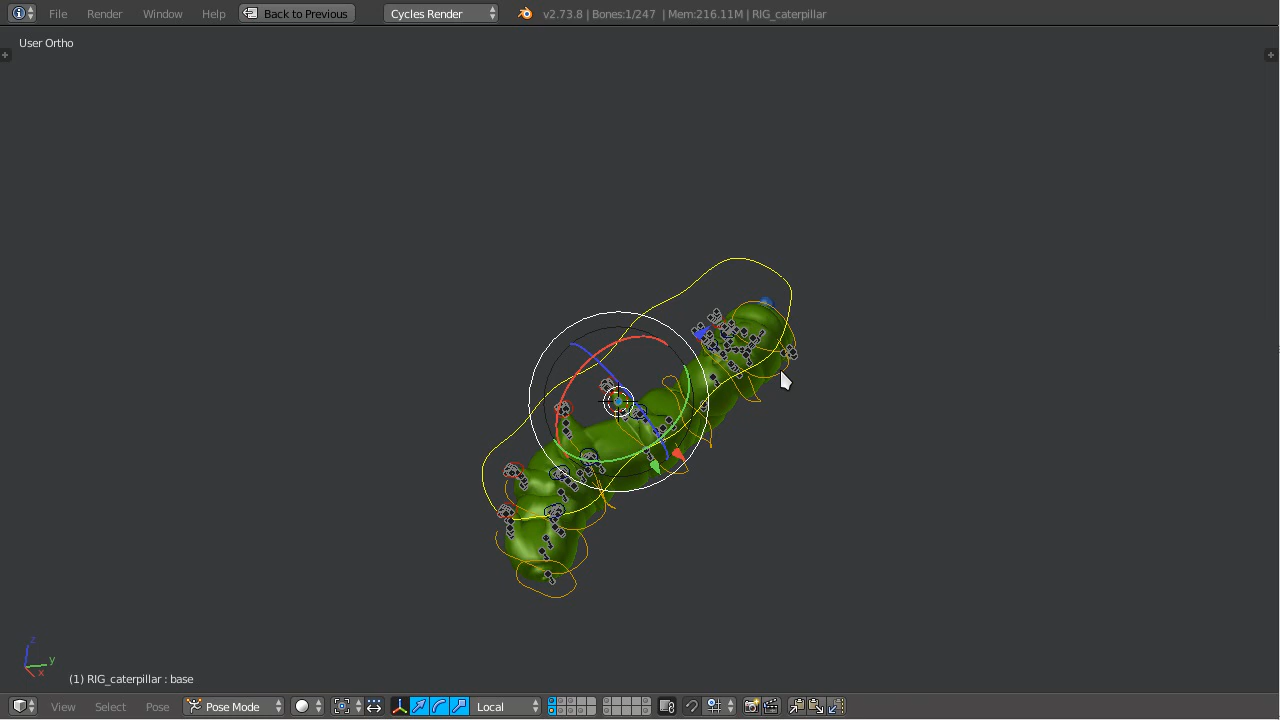 File Render Window Help Back to Previous Cycles Render v2.73.8 | Bones:1/247 | Mem:216.11M | RIG_caterpillar
User Ortho
z
y
x
(1) RIG_caterpillar : base
View Select Pose Pose Mode Local